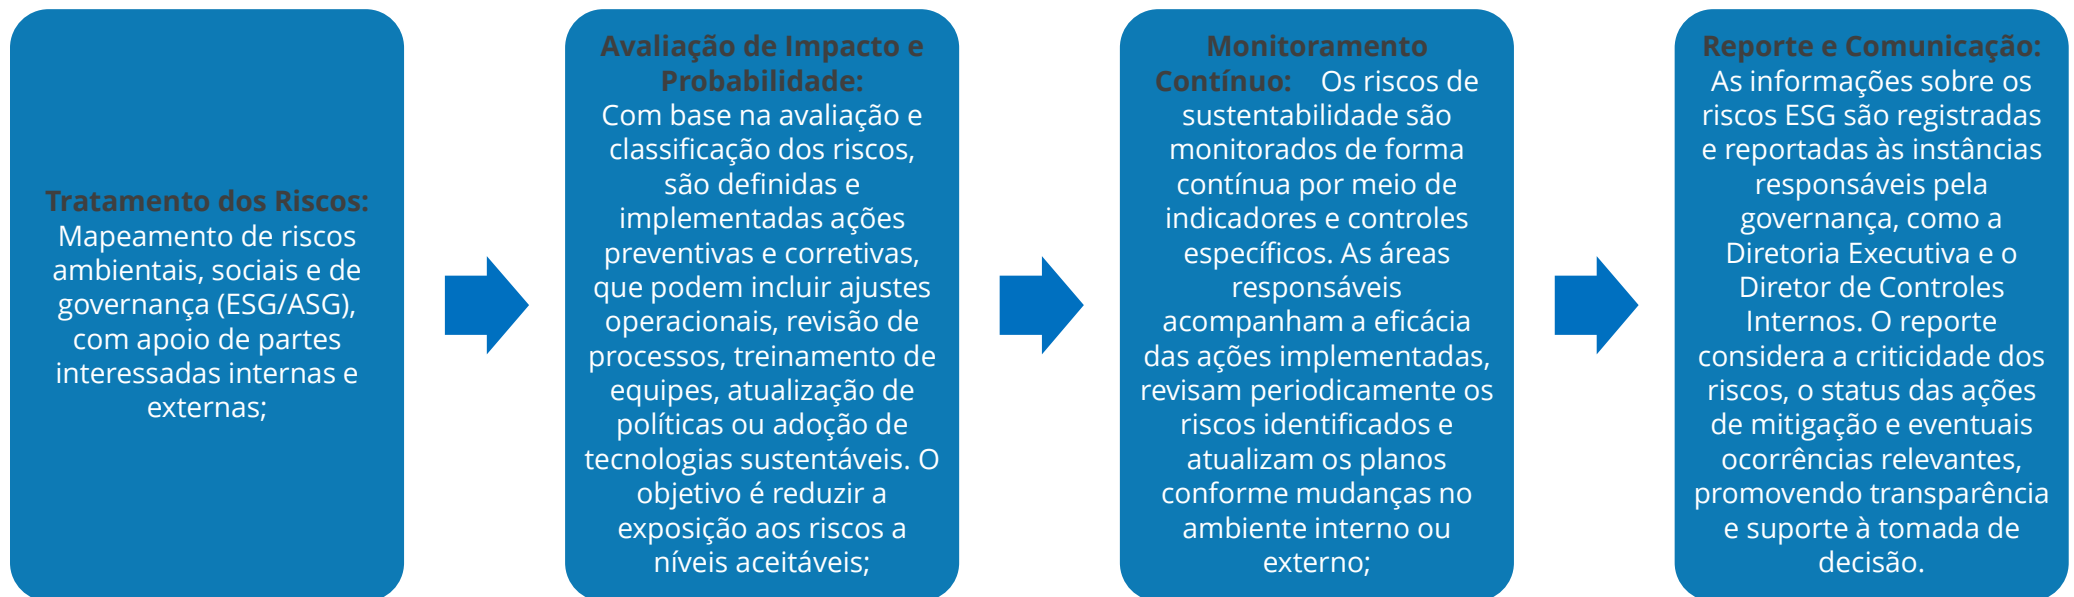 Tratamento dos Riscos:
Mapeamento de riscos
ambientais, sociais e de
governança (ESG/ASG),
com apoio de partes
interessadas internas e
externas;
Avaliação de Impacto e
Probabilidade:
Com base na avaliação e
classificação dos riscos,
são definidas e
implementadas ações
preventivas e corretivas,
que podem incluir ajustes
operacionais, revisão de
processos, treinamento de
equipes, atualização de
políticas ou adoção de
tecnologias sustentáveis. O
objetivo é reduzir a
exposição aos riscos a
níveis aceitáveis;
Monitoramento
Contínuo: Os riscos de
sustentabilidade são
monitorados de forma
contínua por meio de
indicadores e controles
específicos. As áreas
responsáveis
acompanham a eficácia
das ações implementadas,
revisam periodicamente os
riscos identificados e
atualizam os planos
conforme mudanças no
ambiente interno ou
externo;
Reporte e Comunicação:
As informações sobre os
riscos ESG são registradas
e reportadas às instâncias
responsáveis pela
governança, como a
Diretoria Executiva e o
Diretor de Controles
Internos. O reporte
considera a criticidade dos
riscos, o status das ações
de mitigação e eventuais
ocorrências relevantes,
promovendo transparência
e suporte à tomada de
decisão.